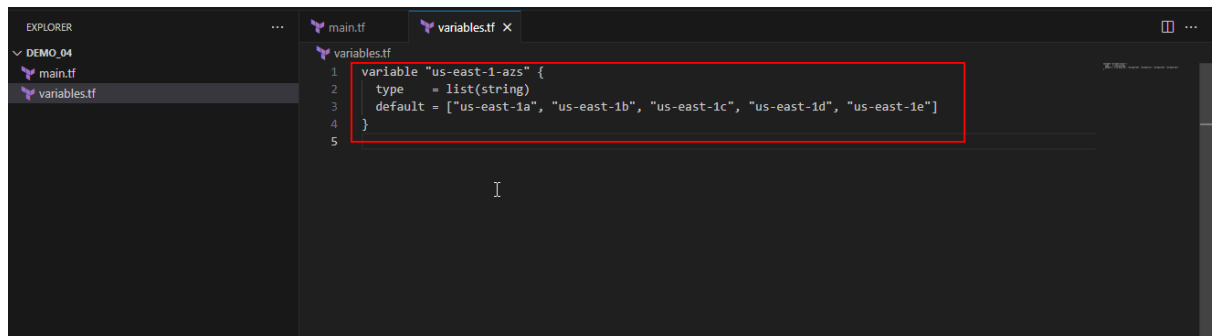 EXPLORER
...
main.tf
variables.tf
...
DEMO_04
main.tf
variables.tf
variables.tf
1 variable "us-east-1-azs" {
2   type    = list(string)
3   default = ["us-east-1a", "us-east-1b", "us-east-1c", "us-east-1d", "us-east-1e"]
4 }
5